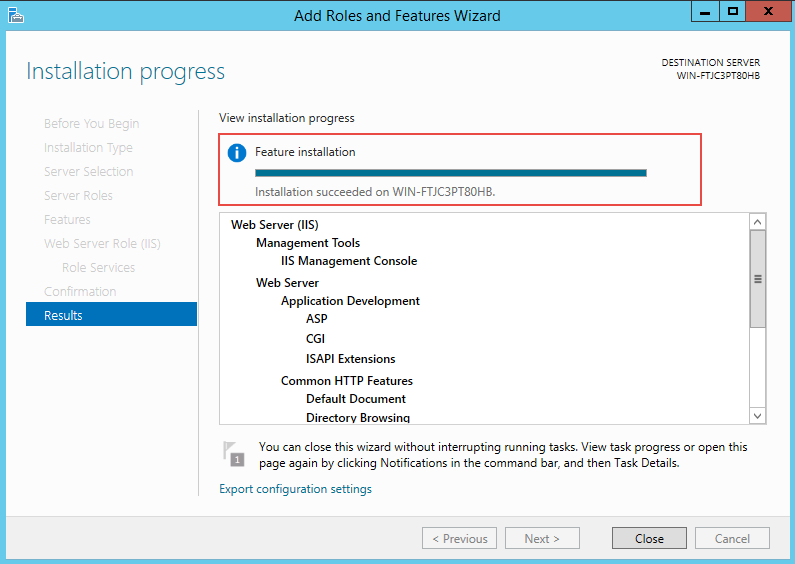 Add Roles and Features Wizard
Installation progress
DESTINATION SERVER
WIN-FTJC3PT80HB
Before You Begin
Installation Type
Server Selection
Server Roles
Features
Web Server Role (IIS)
Role Services
Confirmation
Results
View installation progress
Feature installation
Installation succeeded on WIN-FTJC3PT80HB.
Web Server (IIS)
Management Tools
IIS Management Console
Web Server
Application Development
ASP
CGI
ISAPI Extensions
Common HTTP Features
Default Document
Directory Browsing
1
You can close this wizard without interrupting running tasks. View task progress or open this
page again by clicking Notifications in the command bar, and then Task Details.
Export configuration settings
< Previous
Next >
Close
Cancel